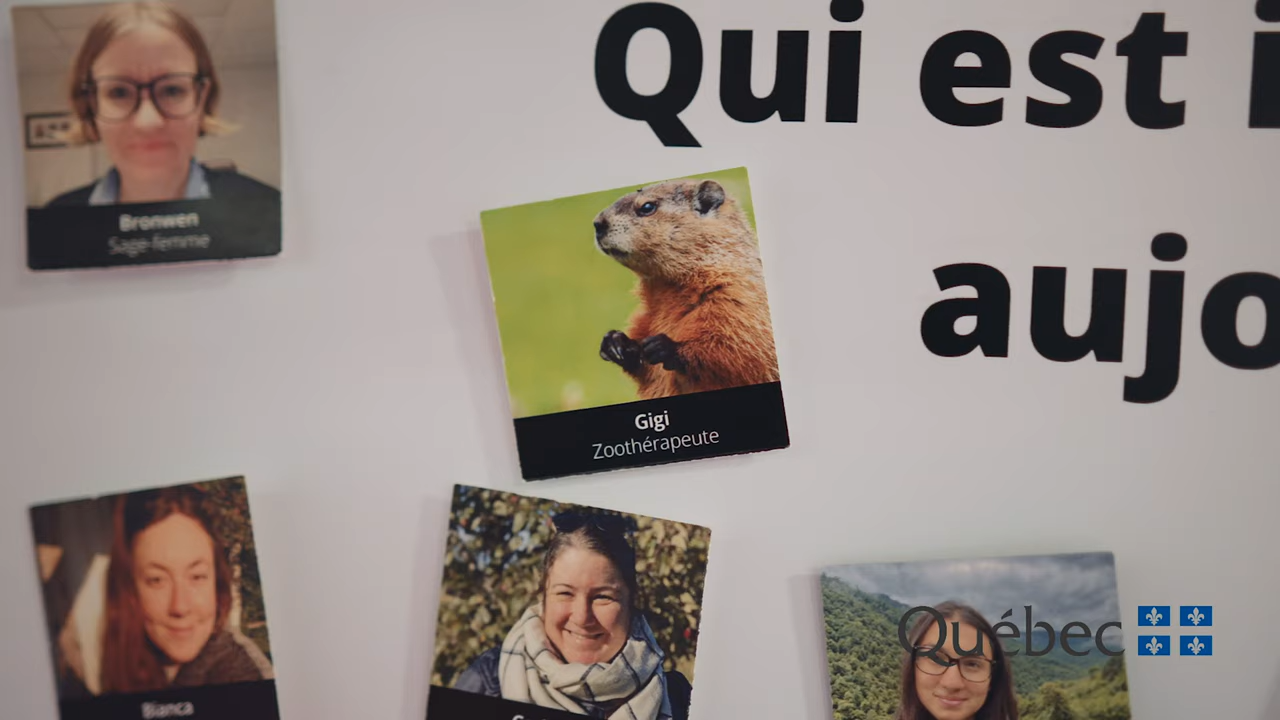 Qui est
aujo
Bronwen
Sage-femme
Gigi
Zoothérapeute
Bianca
Québec